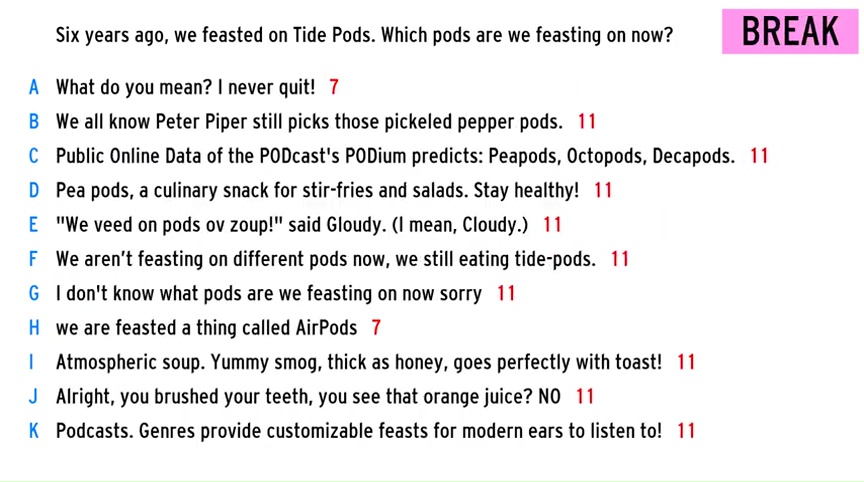 Six years ago, we feasted on Tide Pods. Which pods are we feasting on now?
BREAK
A What do you mean? I never quit! 7
B We all know Peter Piper still picks those pickeled pepper pods. 11
C Public Online Data of the PODcast's PODium predicts: Peapods, Octopods, Decapods. 11
D Pea pods, a culinary snack for stir-fries and salads. Stay healthy! 11
E "We veed on pods ov zoup!" said Gloudy. (I mean, Cloudy.) 11
F We aren’t feasting on different pods now, we still eating tide-pods. 11
G I don't know what pods are we feasting on now sorry 11
H we are feasted a thing called AirPods 7
I Atmospheric soup. Yummy smog, thick as honey, goes perfectly with toast! 11
J Alright, you brushed your teeth, you see that orange juice? NO 11
K Podcasts. Genres provide customizable feasts for modern ears to listen to! 11